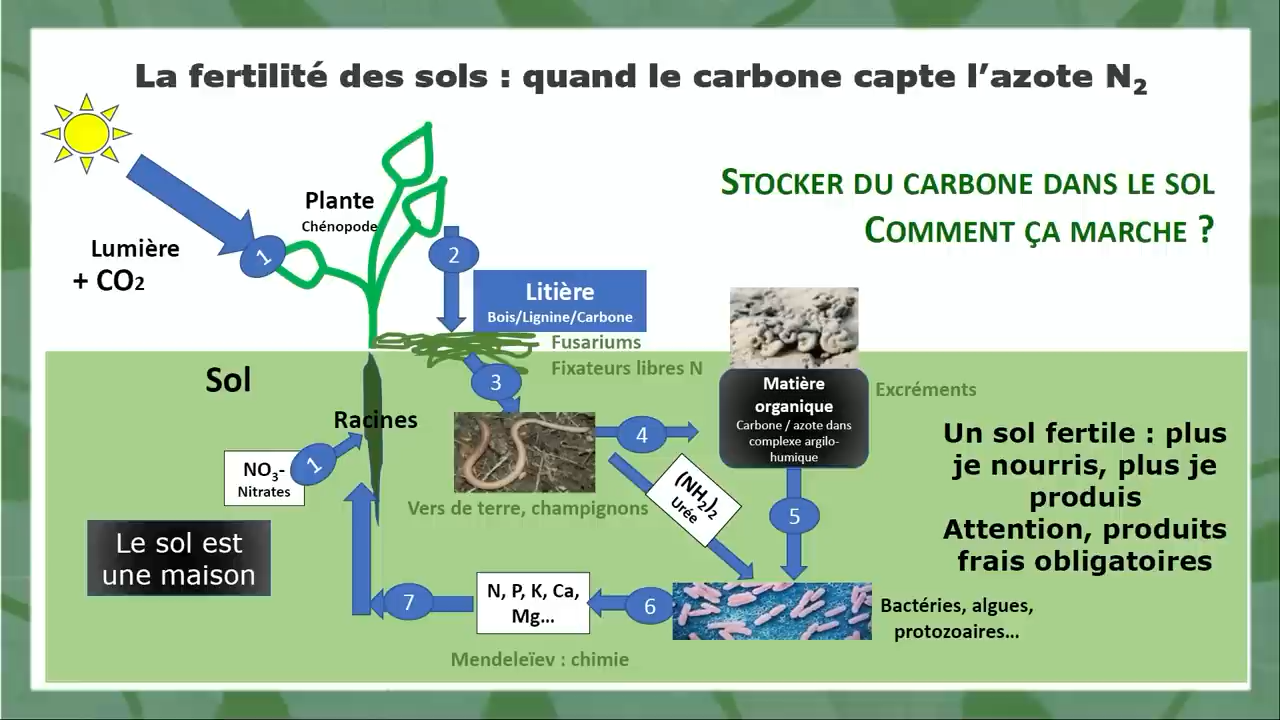 La fertilité des sols : quand le carbone capte l’azote N₂
STOCKER DU CARBONE DANS LE SOL
COMMENT ÇA MARCHE ?
Plante
Chénopode
Lumière
+ CO2
1
2
Litière
Bois/Lignine/Carbone
Fusariums
Fixateurs libres N
Sol
3
Racines
4
Matière
organique
Carbone / azote dans
complexe argilo-
humique
Excréments
NO₃-
Nitrates
1
Vers de terre, champignons
(NH₂)₂
Urée
5
Un sol fertile : plus
je nourris, plus je
produis
Attention, produits
frais obligatoires
Le sol est
une maison
7
N, P, K, Ca,
Mg…
6
Bactéries, algues,
protozoaires…
Mendeleïev : chimie